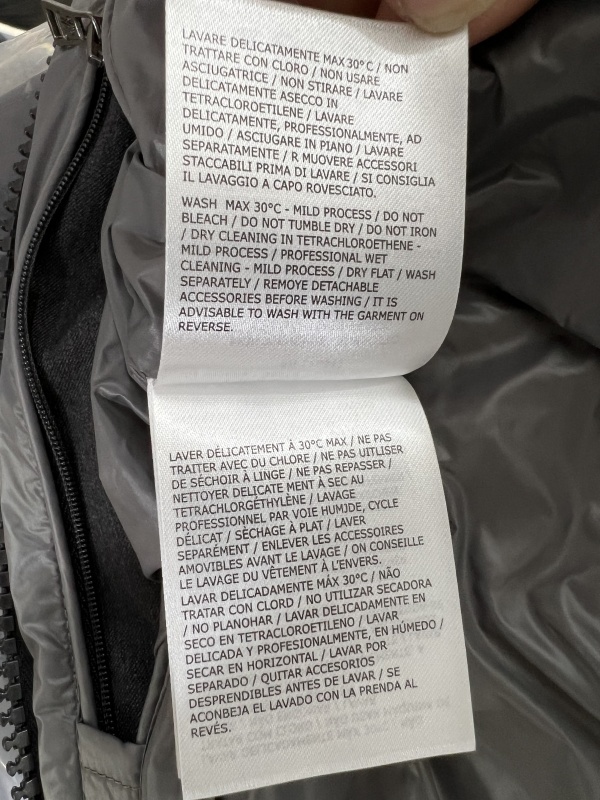 LAVARE DELICATAMENTE MAX 30°C / NON
TRATTARE CON CLORO / NON USARE
ASCIUGATRICE / NON STIRARE / LAVARE
DELICATAMENTE ASECCO IN
TETRACLOROETILENE / LAVARE
DELICATAMENTE, PROFESSIONALMENTE, AD
UMIDO / ASCIUGARE IN PIANO / LAVARE
SEPARATAMENTE / R MUOVERE ACCESSORI
STACCABILI PRIMA DI LAVARE / SI CONSIGLIA
IL LAVAGGIO A CAPO ROVESCIATO.
WASH MAX 30°C - MILD PROCESS / DO NOT
BLEACH / DO NOT TUMBLE DRY / DO NOT IRON
/ DRY CLEANING IN TETRACHLOROETHENE -
MILD PROCESS / PROFESSIONAL WET
CLEANING - MILD PROCESS / DRY FLAT / WASH
SEPARATELY / REMOYE DETACHABLE
ACCESSORIES BEFORE WASHING / IT IS
ADVISABLE TO WASH WITH THE GARMENT ON
REVERSE.
LAVER DÉLICATEMENT À 30°C MAX / NE PAS
TRAITER AVEC DU CHLORE / NE PAS UITLISER
DE SÉCHOIR À LINGE / NE PAS REPASSER /
NETTOYER DELICATE MENT À SEC AU
TETRACHLORGÉTHYLÈNE / LAVAGE
PROFESSIONNEL PAR VOIE HUMJDE, CYCLE
DÉLICAT / SÉCHAGE À PLAT / LAVER
SEPARÉMENT / ENLEVER LES ACCESSOIRES
AMOVIBLES AVANT LE LAVAGE / ON CONSEILLE
LE LAVAGE DU VÊTEMENT À L'ENVERS.
LAVAR DELICADAMENTE MÁX 30°C / NÃO
TRATAR CON CLORD / NO UTILIZAR SECADORA
/ NO PLANOHAR / LAVAR DELICADAMENTE EN
SECO EN TETRACLOROETILENO / LAVAR
DELICADA Y PROFESIONALMENTE, EN HÚMEDO /
SECAR EN HORIZONTAL / LAVAR POR
SEPARADO / QUITAR ACCESORIOS
DESPRENDIBLES ANTES DE LAVAR / SE
ACONBEJA EL LAVADO CON LA PRENDA AL
REVÉS.